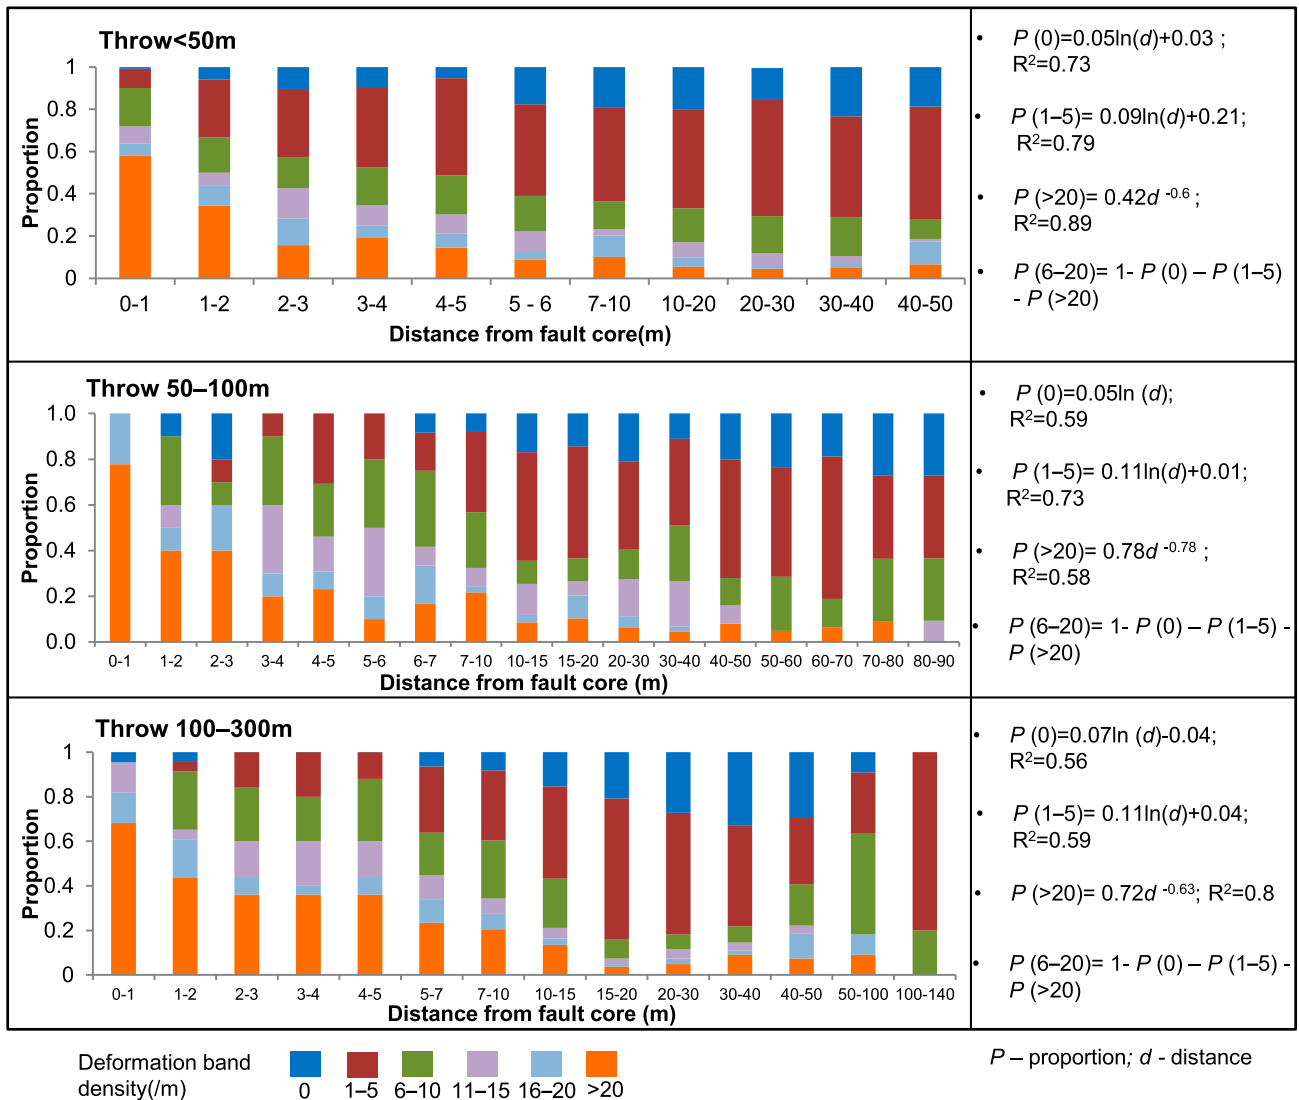 Throw<50m
1
0.8
0.6
0.4
0.2
0
Proportion
0-1 1-2 2-3 3-4 4-5 5 - 6 7-10 10-20 20-30 30-40 40-50
Distance from fault core(m)
• P (0)=0.05ln(d)+0.03 ;
R²=0.73
• P (1–5)= 0.09ln(d)+0.21;
R²=0.79
• P (>20)= 0.42d -0.6 ;
R²=0.89
• P (6–20)= 1- P (0) – P (1–5)
- P (>20)
Throw 50–100m
1.0
0.8
0.6
0.4
0.2
0.0
Proportion
0-1 1-2 2-3 3-4 4-5 5-6 6-7 7-10 10-15 15-20 20-30 30-40 40-50 50-60 60-70 70-80 80-90
Distance from fault core (m)
• P (0)=0.05ln (d);
R²=0.59
• P (1–5)= 0.11ln(d)+0.01;
R²=0.73
• P (>20)= 0.78d -0.78 ;
R²=0.58
• P (6–20)= 1- P (0) – P (1–5) -
P (>20)
Throw 100–300m
1
0.8
0.6
0.4
0.2
0
Proportion
0-1 1-2 2-3 3-4 4-5 5-7 7-10 10-15 15-20 20-30 30-40 40-50 50-100 100-140
Distance from fault core (m)
• P (0)=0.07ln (d)-0.04;
R²=0.56
• P (1–5)= 0.11ln(d)+0.04;
R²=0.59
• P (>20)= 0.72d -0.63; R²=0.8
• P (6–20)= 1- P (0) – P (1–5) -
P (>20)
Deformation band
density(/m)
0 1–5 6–10 11–15 16–20 >20
P – proportion; d - distance